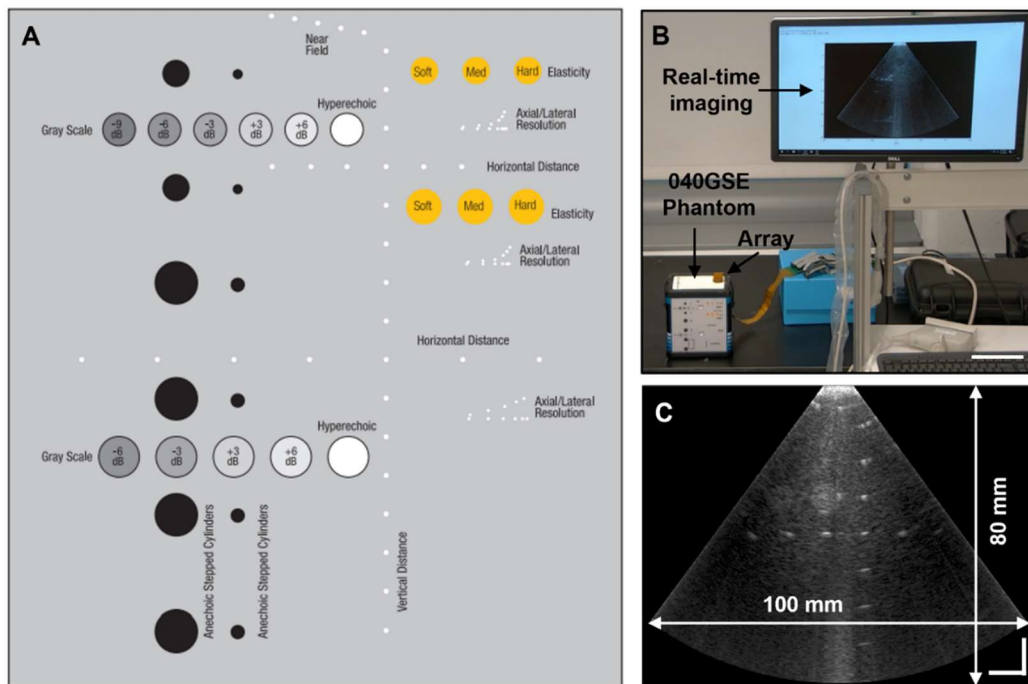 A
Near
Field
Soft
Med
Hard
Elasticity
Hyperechoic
Axial/Lateral
Resolution
Gray Scale
-9
dB
-6
dB
-3
dB
+3
dB
+6
dB
Horizontal Distance
Soft
Med
Hard
Elasticity
Axial/Lateral
Resolution
Horizontal Distance
Axial/Lateral
Resolution
Hyperechoic
Gray Scale
-6
dB
-3
dB
+3
dB
+6
dB
Anechoic Stepped Cylinders
Anechoic Stepped Cylinders
Vertical Distance
B
Real-time
imaging
DELL
040GSE
Phantom
Array
C
80 mm
100 mm